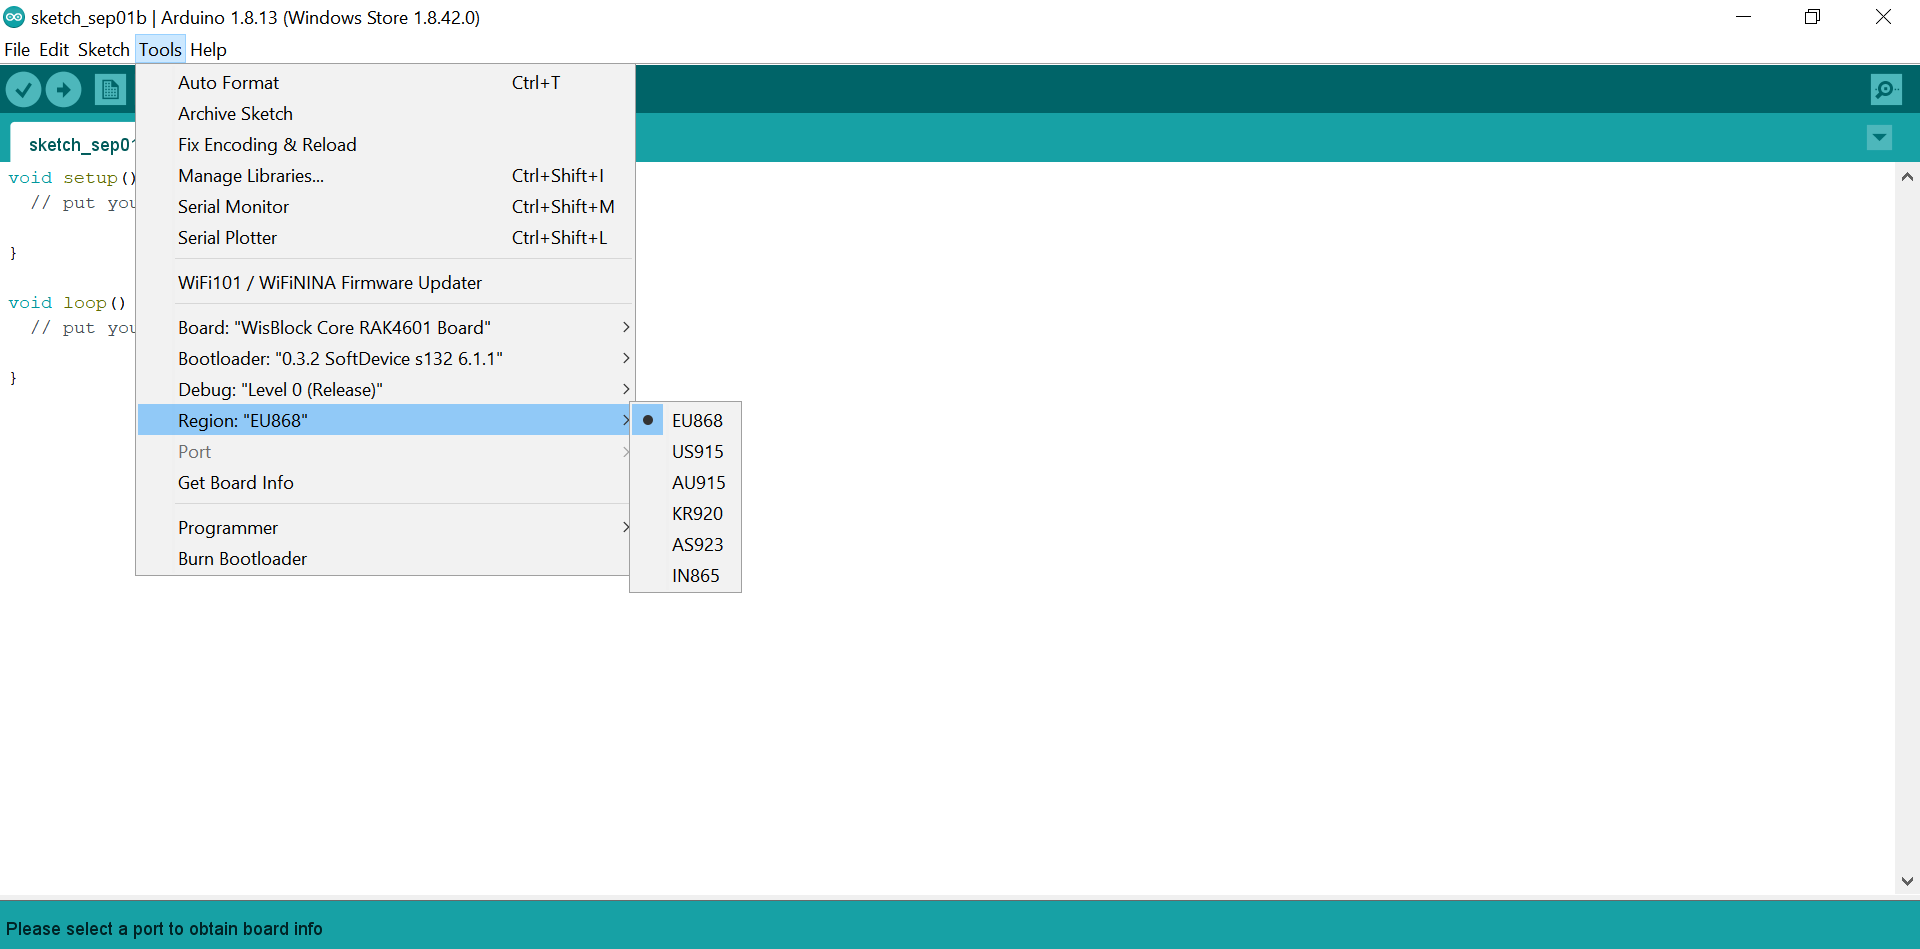 sketch_sep01b | Arduino 1.8.13 (Windows Store 1.8.42.0)
File Edit Sketch Tools Help
Auto Format Ctrl+T
Archive Sketch
Fix Encoding & Reload
Manage Libraries... Ctrl+Shift+I
Serial Monitor Ctrl+Shift+M
Serial Plotter Ctrl+Shift+L
WiFi101 / WiFiNINA Firmware Updater
Board: "WisBlock Core RAK4601 Board"
Bootloader: "0.3.2 SoftDevice s132 6.1.1"
Debug: "Level 0 (Release)"
Region: "EU868"
Port
Get Board Info
Programmer
Burn Bootloader
EU868
US915
AU915
KR920
AS923
IN865
sketch_sep01
void setup()
// put you
}
void loop()
// put you
}
Please select a port to obtain board info